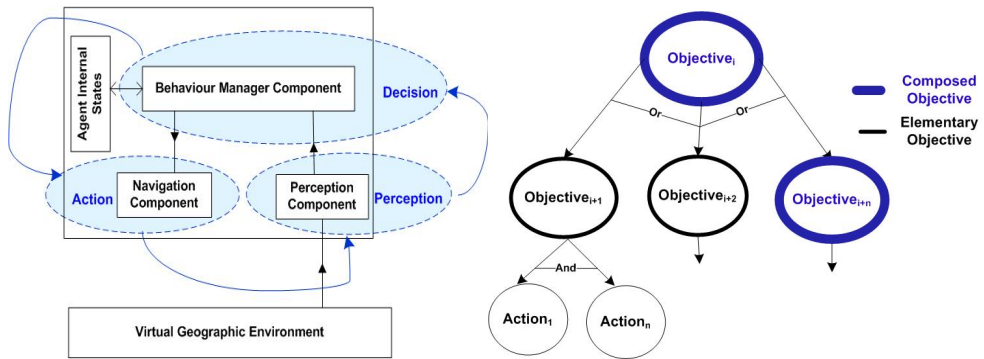 Agent Internal
States
Behaviour Manager Component
Decision
Action
Navigation
Component
Perception
Component
Perception
Virtual Geographic Environment
Objectiveᵢ
Or
Or
Objectiveᵢ₊₁
Objectiveᵢ₊₂
Objectiveᵢ₊ₙ
And
Action₁
Actionₙ
Composed
Objective
Elementary
Objective